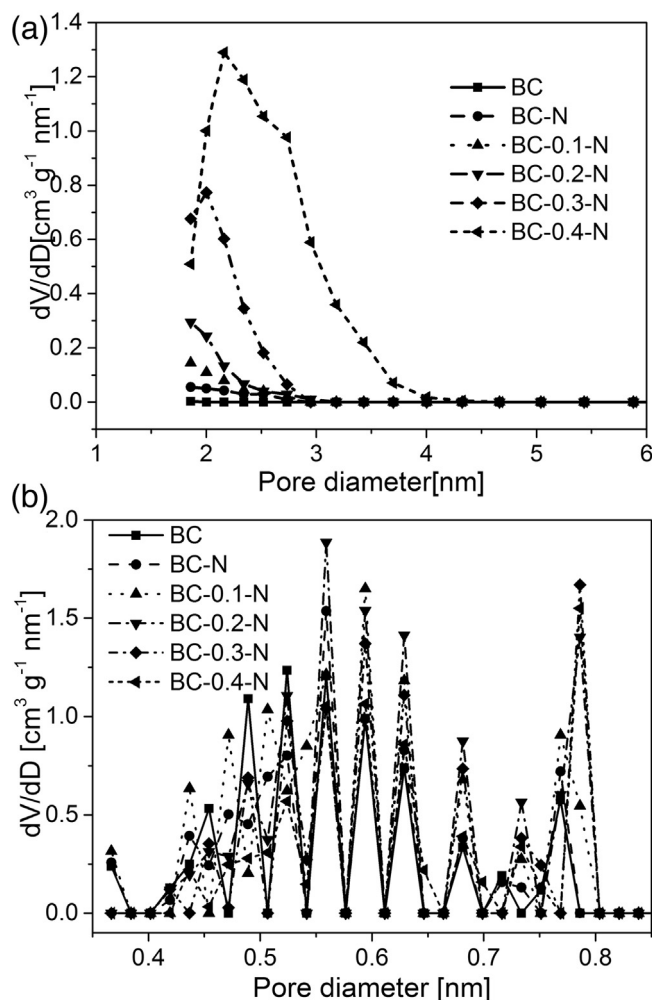 (a)
dV/dD[cm³ g⁻¹ nm⁻¹]
1.4
1.2
1.0
0.8
0.6
0.4
0.2
0.0
BC
BC-N
BC-0.1-N
BC-0.2-N
BC-0.3-N
BC-0.4-N
1 2 3 4 5 6
Pore diameter[nm]
(b)
dV/dD [cm³ g⁻¹ nm⁻¹]
2.0
1.5
1.0
0.5
0.0
BC
BC-N
BC-0.1-N
BC-0.2-N
BC-0.3-N
BC-0.4-N
0.4 0.5 0.6 0.7 0.8
Pore diameter [nm]